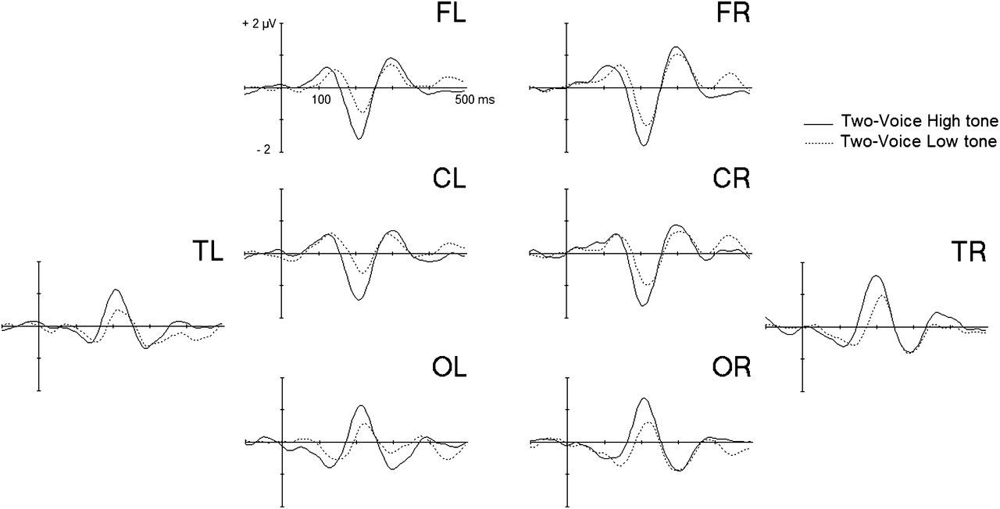 FL
FR
+ 2 µV
100
500 ms
- 2
Two-Voice High tone
Two-Voice Low tone
CL
CR
TL
TR
OL
OR